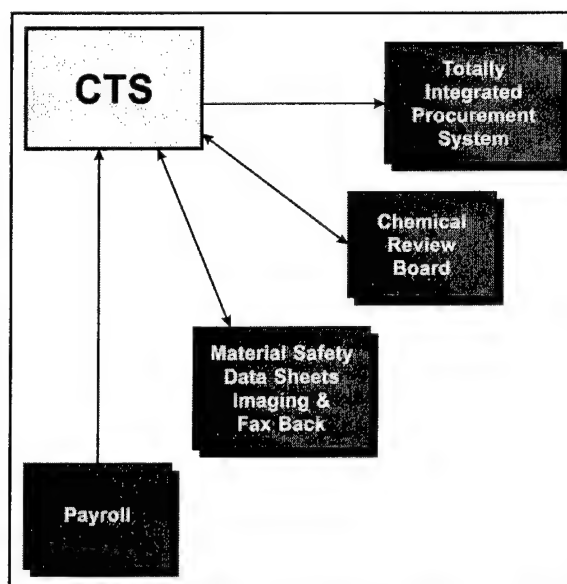 CTS
Totally
Integrated
Procurement
System
Chemical
Review
Board
Material Safety
Data Sheets
Imaging &
Fax Back
Payroll